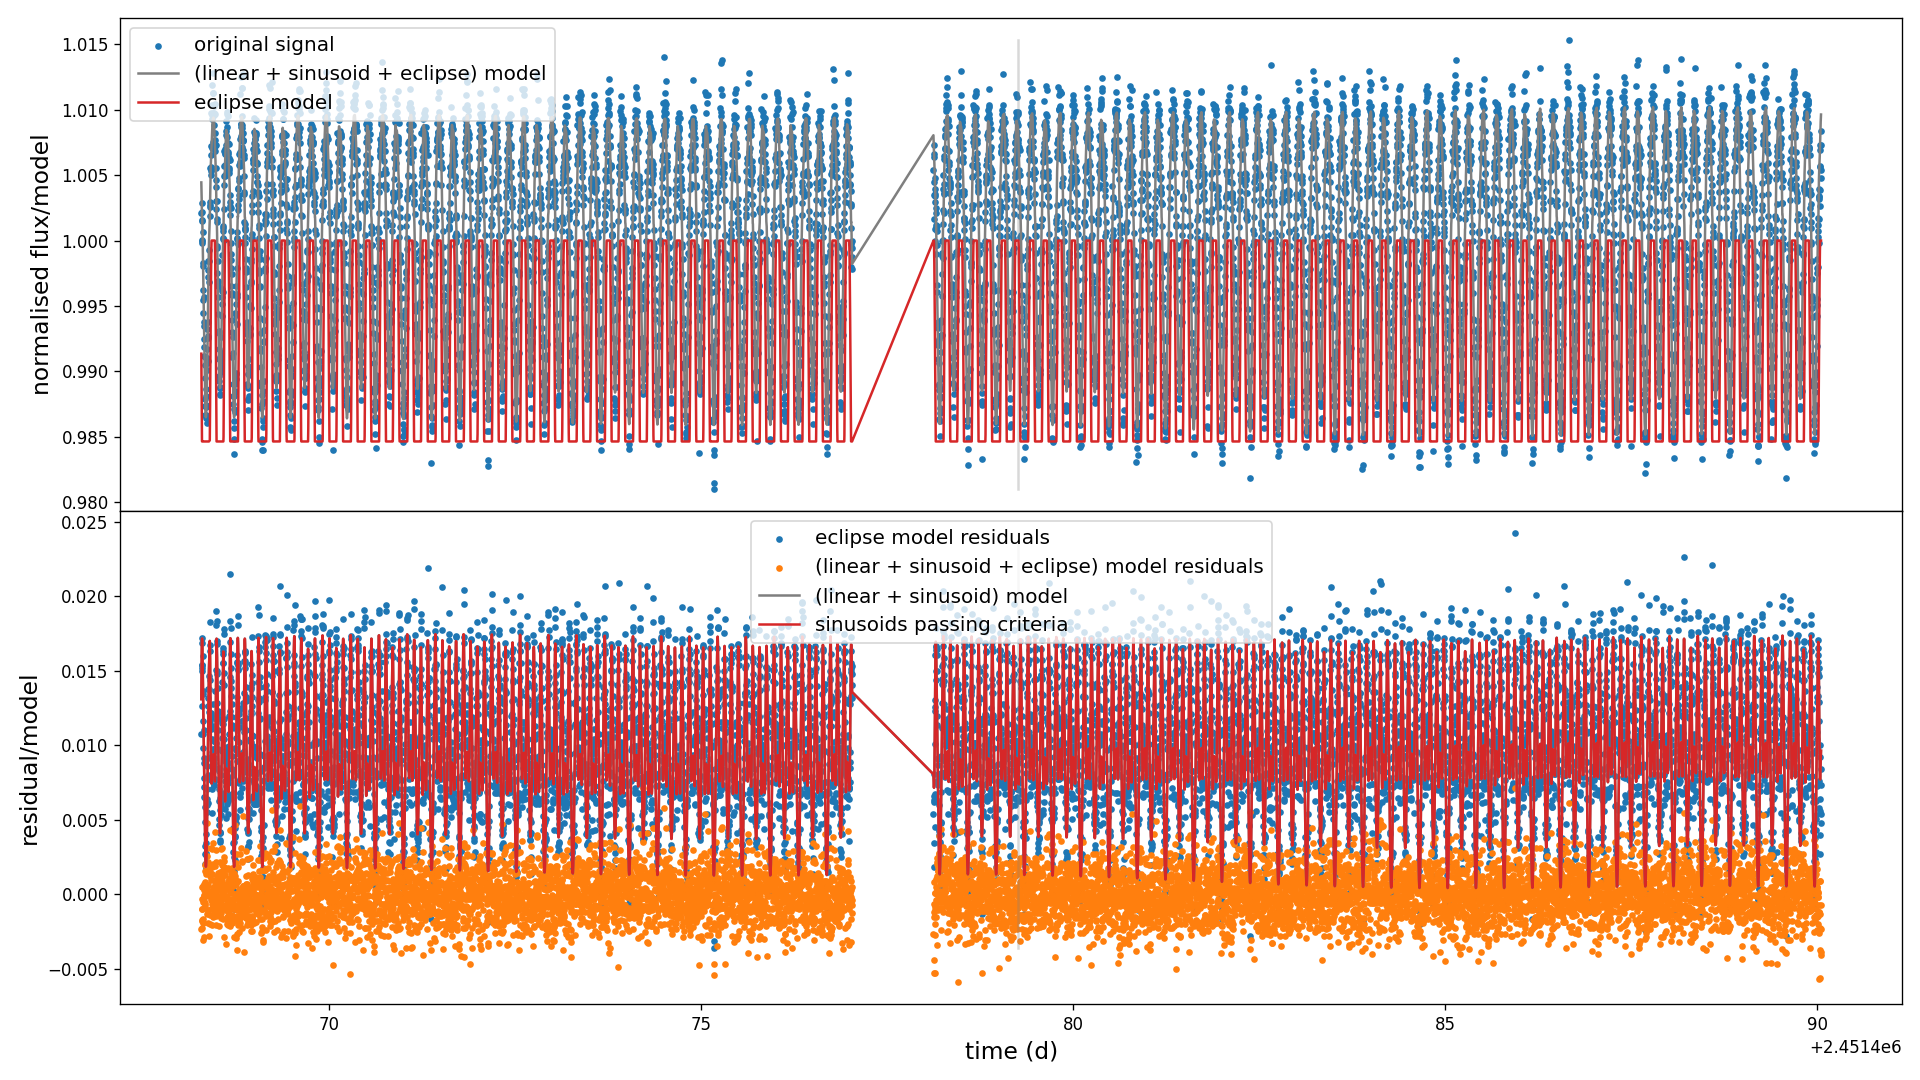 original signal
(linear + sinusoid + eclipse) model
eclipse model
normalised flux/model
1.015
1.010
1.005
1.000
0.995
0.990
0.985
0.980
eclipse model residuals
(linear + sinusoid + eclipse) model residuals
(linear + sinusoid) model
sinusoids passing criteria
residual/model
0.025
0.020
0.015
0.010
0.005
0.000
−0.005
70
75
80
85
90
time (d)
+2.4514e6